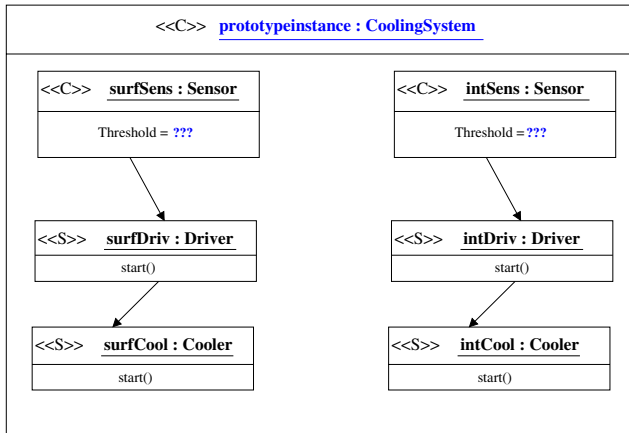 <<C>> prototypeinstance : CoolingSystem
<<C>> surfSens : Sensor
Threshold = ???
<<C>> intSens : Sensor
Threshold =???
<<S>> surfDriv : Driver
start()
<<S>> intDriv : Driver
start()
<<S>> surfCool : Cooler
start()
<<S>> intCool : Cooler
start()